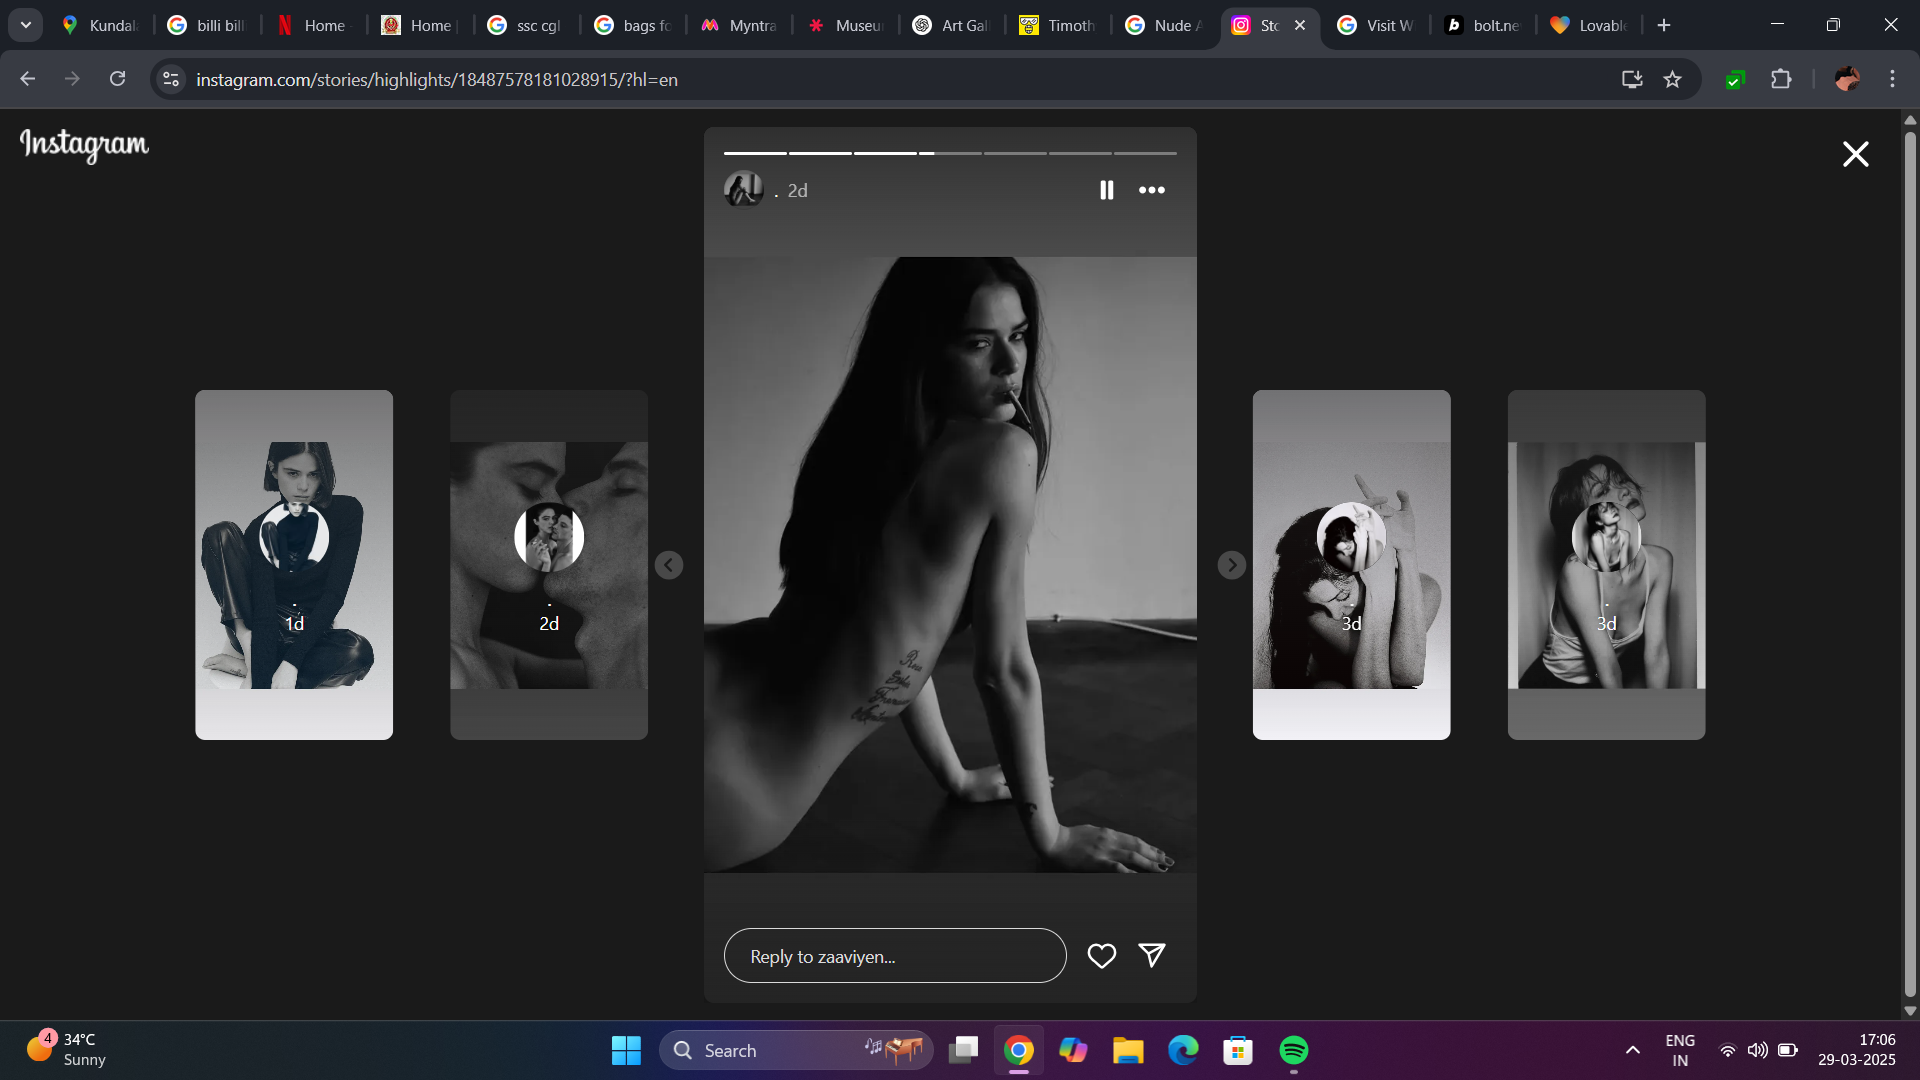 Kundal
billi bill
Home
Home
ssc cgl
bags fo
Myntra
Museu
Art Gall
Timoth
Nude A
Sto
Visit W
bolt.ne
Lovable
instagram.com/stories/highlights/18487578181028915/?hl=en
Instagram
. 2d
.
1d
.
2d
.
3d
.
3d
Reply to zaaviyen...
4
34°C
Sunny
Search
ENG
IN
17:06
29-03-2025